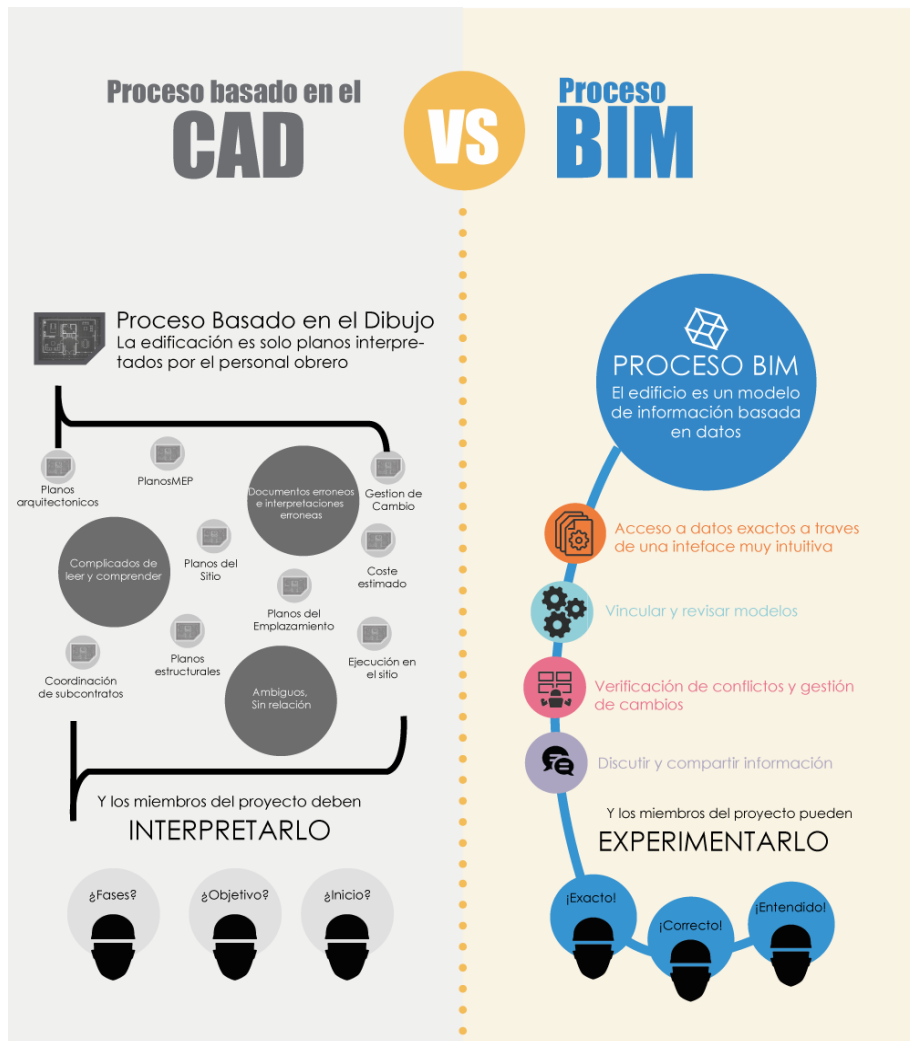 Proceso basado en el
CAD
VS
Proceso
BIM
Proceso Basado en el Dibujo
La edificación es solo planos interpre-
tados por el personal obrero
Planos
arquitectonicos
PlanosMEP
Documentos erroneos
e interpretaciones
erroneas
Gestion de
Cambio
Complicados de
leer y comprender
Planos del
Sitio
Coste
estimado
Planos del
Emplazamiento
Coordinación
de subcontratos
Planos
estructurales
Ambiguos,
Sin relación
Ejecución en
el sitio
Y los miembros del proyecto deben
INTERPRETARLO
¿Fases?
¿Objetivo?
¿Inicio?
PROCESO BIM
El edificio es un modelo
de información basada
en datos
Acceso a datos exactos a traves
de una inteface muy intuitiva
Vincular y revisar modelos
Verificación de conflictos y gestión
de cambios
Discutir y compartir información
Y los miembros del proyecto pueden
EXPERIMENTARLO
¡Exacto!
¡Correcto!
¡Entendido!